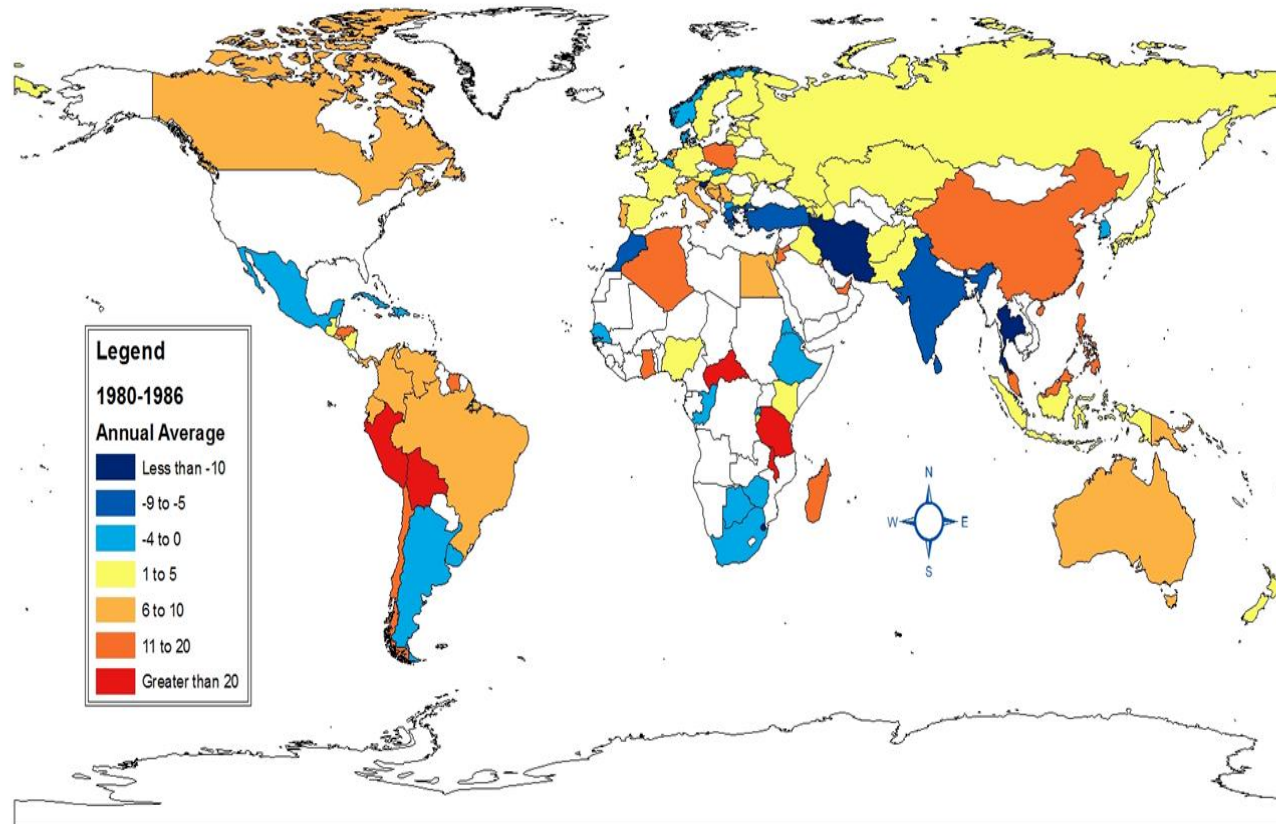 Legend
1980-1986
Annual Average
Less than -10
-9 to -5
-4 to 0
1 to 5
6 to 10
11 to 20
Greater than 20
N
W E
S